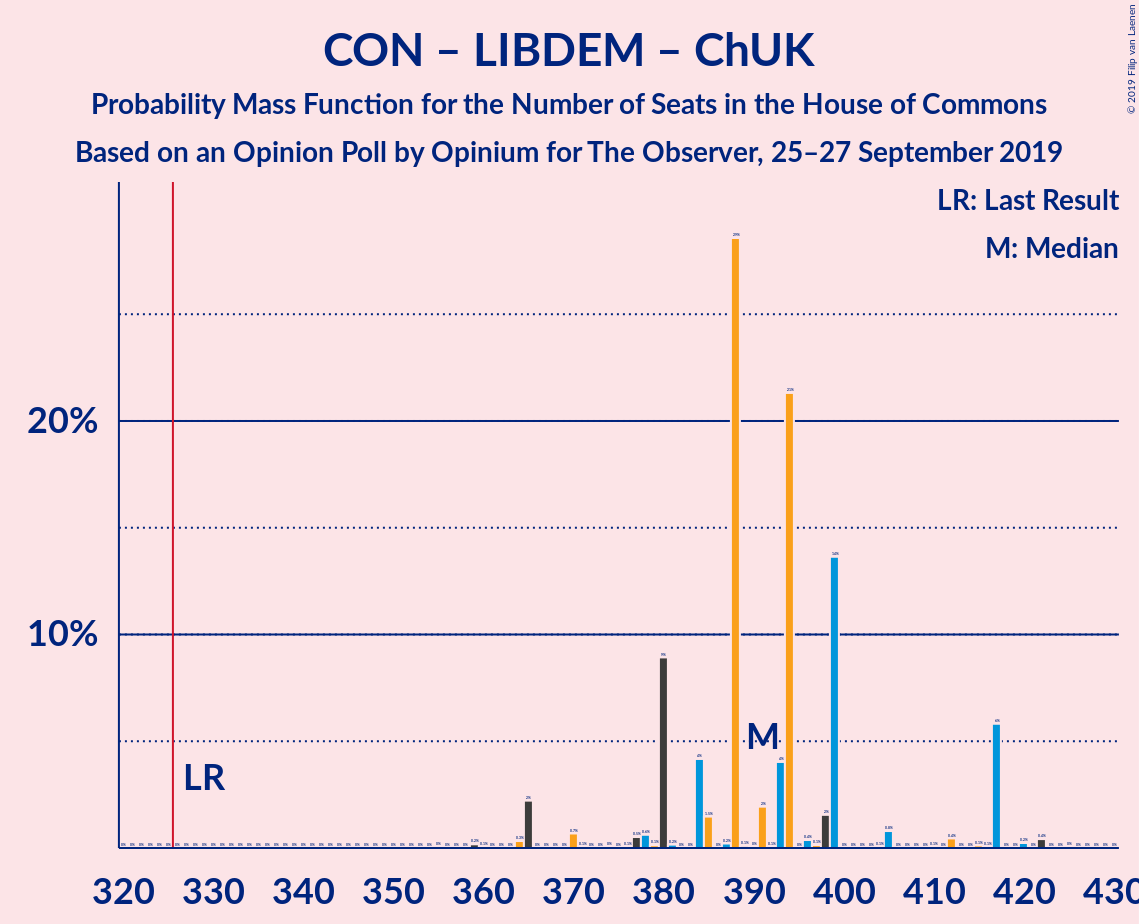 CON – LIBDEM – ChUK
Probability Mass Function for the Number of Seats in the House of Commons
Based on an Opinion Poll by Opinium for The Observer, 25–27 September 2019
© 2019 Filip van Laenen
LR: Last Result
M: Median
20%
10%
LR
M
320 330 340 350 360 370 380 390 400 410 420 430